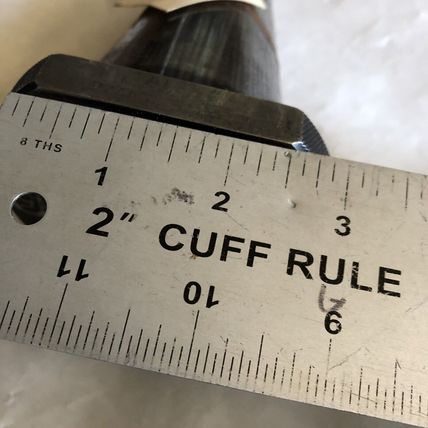 8 THS
1 2 3
2" CUFF RULE
11 10 9